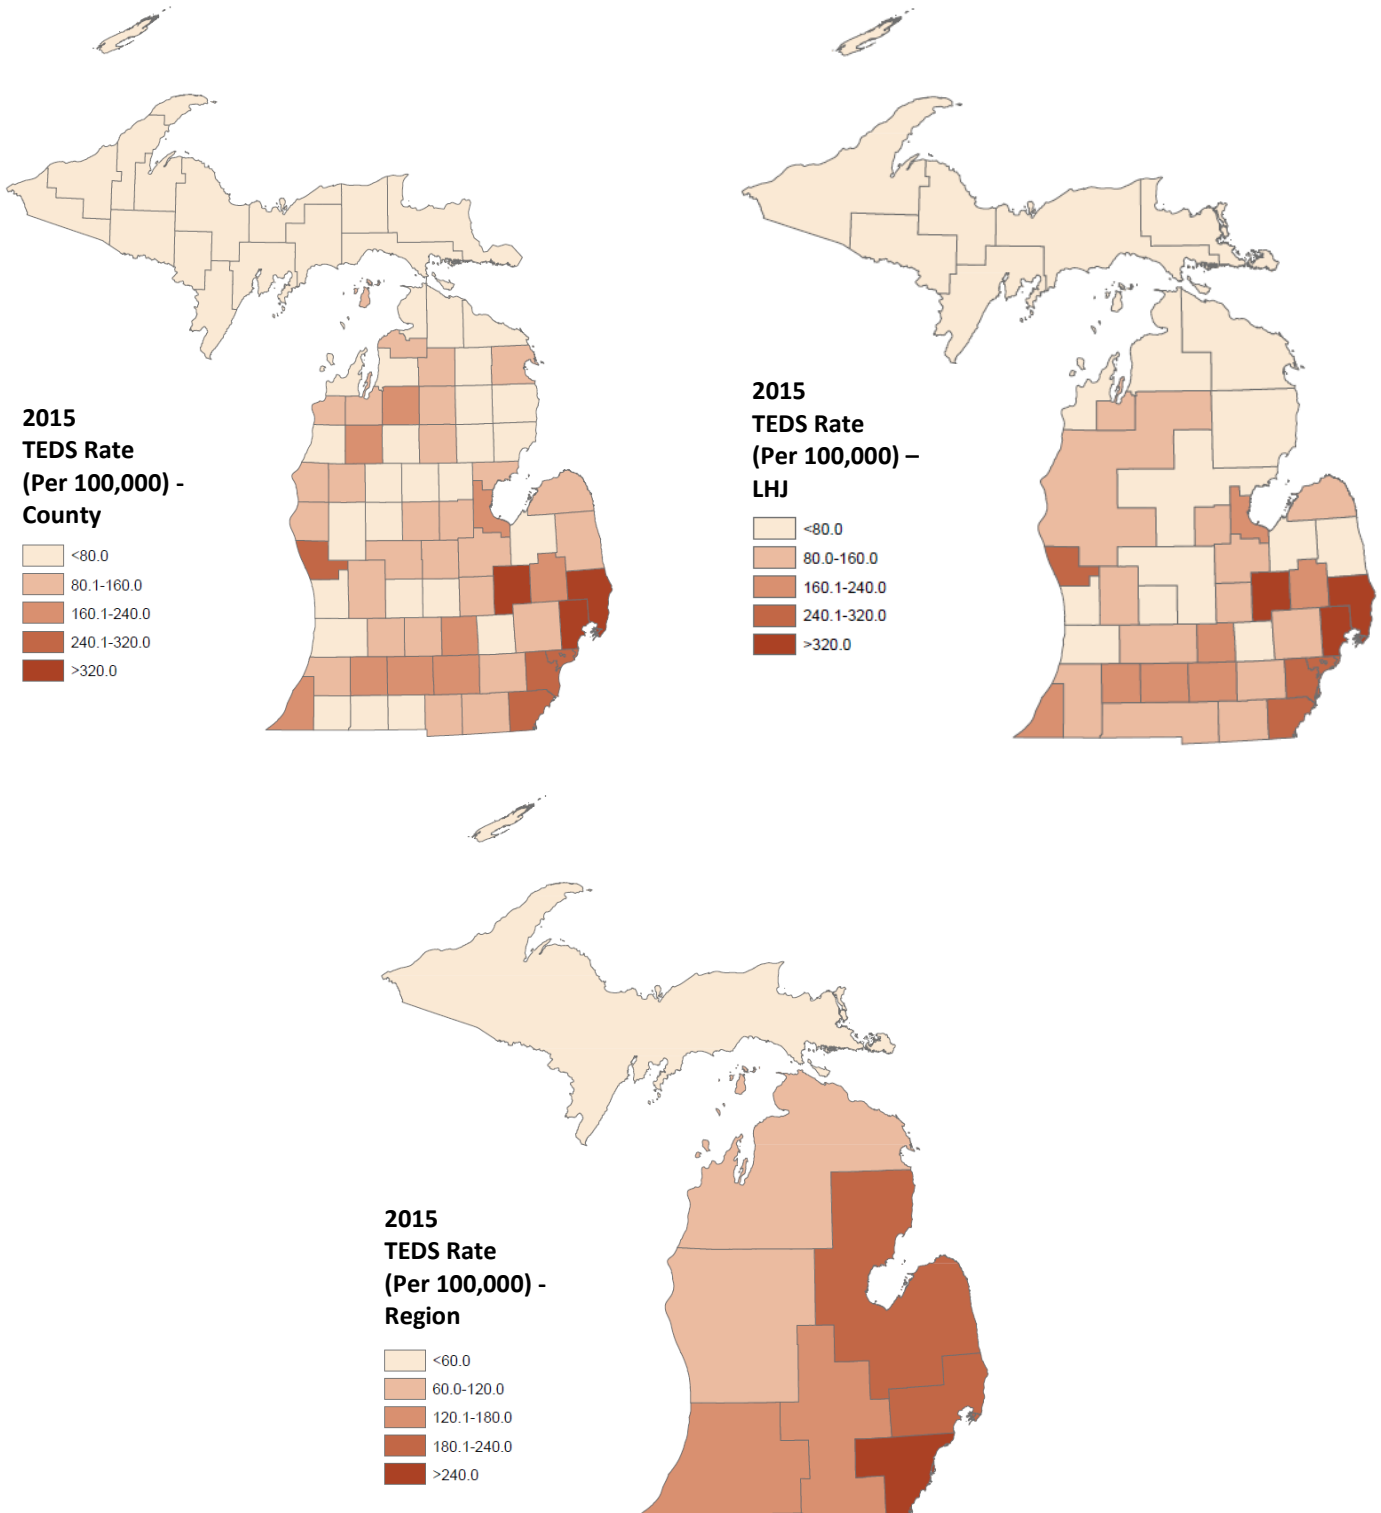 2015
TEDS Rate
(Per 100,000) -
County
<80.0
80.1-160.0
160.1-240.0
240.1-320.0
>320.0
2015
TEDS Rate
(Per 100,000) –
LHJ
<80.0
80.0-160.0
160.1-240.0
240.1-320.0
>320.0
2015
TEDS Rate
(Per 100,000) -
Region
<60.0
60.0-120.0
120.1-180.0
180.1-240.0
>240.0